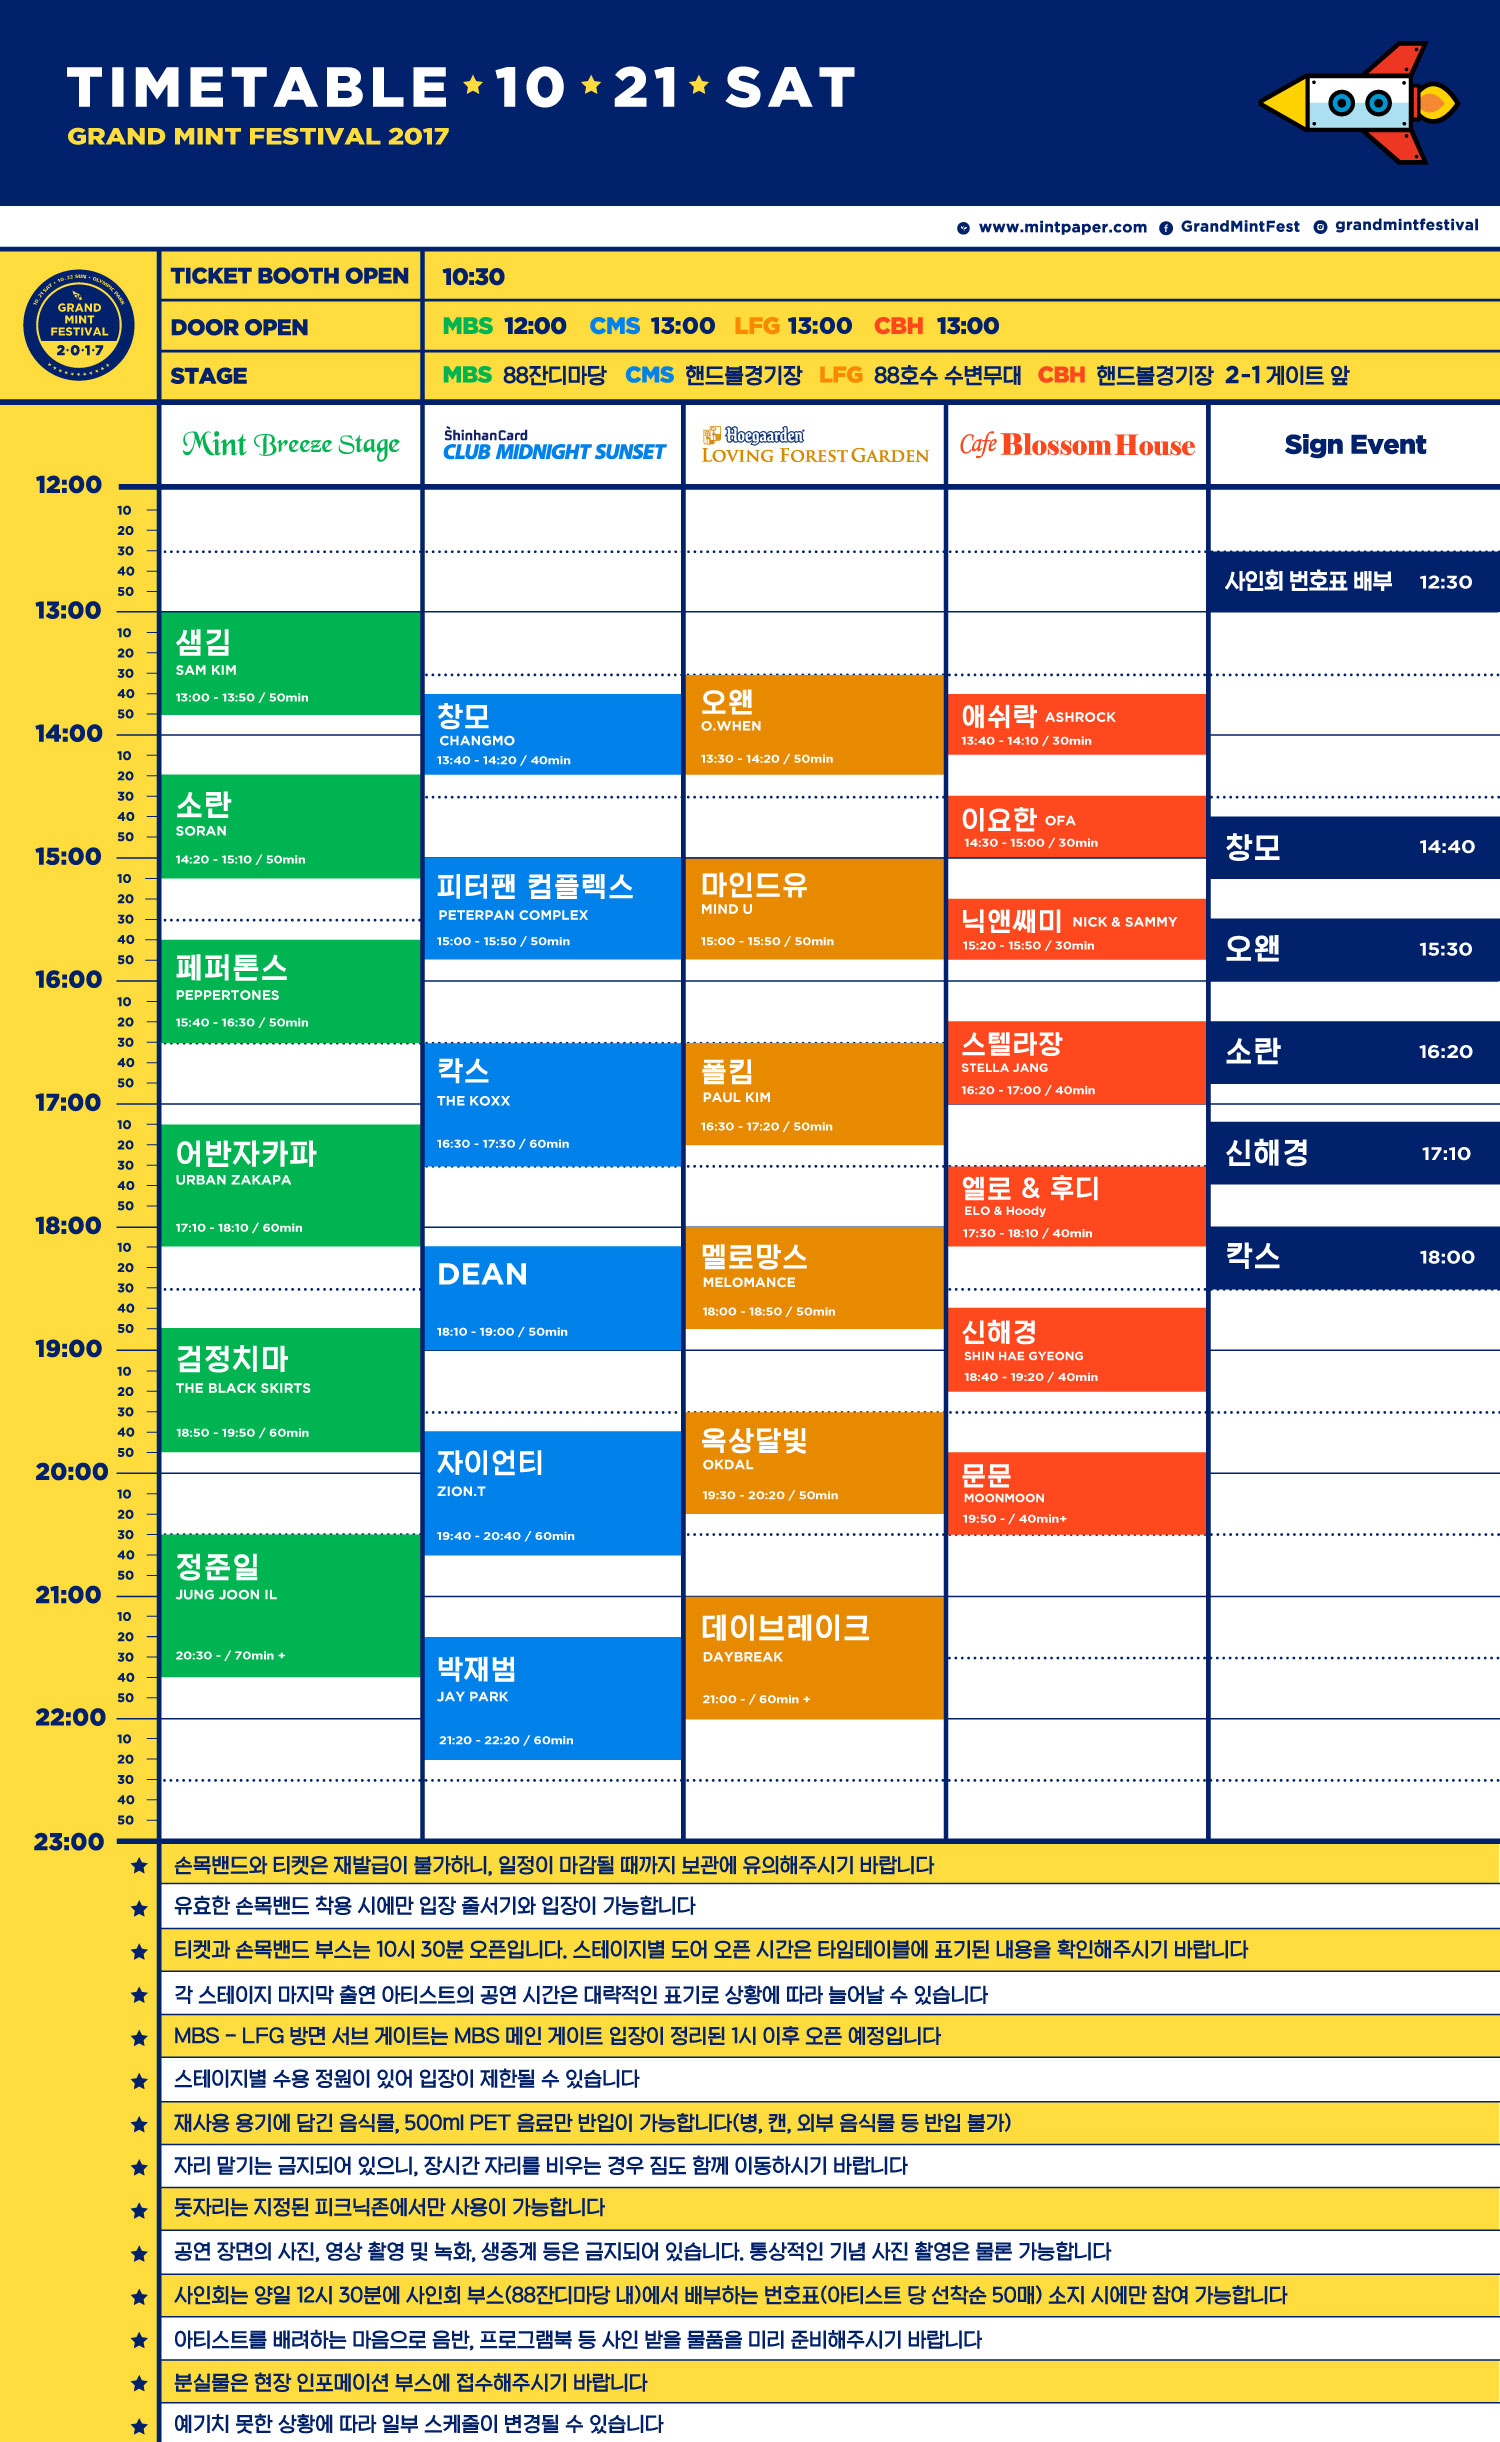 TIMETABLE ★ 10 ★ 21 ★ SAT
GRAND MINT FESTIVAL 2017
www.mintpaper.com GrandMintFest grandmintfestival
10. 21 SAT • 10. 22 SUN • OLYMPIC PARK
GRAND
MINT
FESTIVAL
2·0·1·7
TICKET BOOTH OPEN 10:30
DOOR OPEN MBS 12:00 CMS 13:00 LFG 13:00 CBH 13:00
STAGE MBS 88잔디마당 CMS 핸드볼경기장 LFG 88호수 수변무대 CBH 핸드볼경기장 2-1 게이트 앞
Mint Breeze Stage
ShinhanCard
CLUB MIDNIGHT SUNSET
Hoegaarden
LOVING FOREST GARDEN
Cafe Blossom House
Sign Event
12:00
10
20
30
40
50
13:00
10
20
30
40
50
14:00
10
20
30
40
50
15:00
10
20
30
40
50
16:00
10
20
30
40
50
17:00
10
20
30
40
50
18:00
10
20
30
40
50
19:00
10
20
30
40
50
20:00
10
20
30
40
50
21:00
10
20
30
40
50
22:00
10
20
30
40
50
23:00
샘김
SAM KIM
13:00 - 13:50 / 50min
소란
SORAN
14:20 - 15:10 / 50min
페퍼톤스
PEPPERTONES
15:40 - 16:30 / 50min
어반자카파
URBAN ZAKAPA
17:10 - 18:10 / 60min
검정치마
THE BLACK SKIRTS
18:50 - 19:50 / 60min
정준일
JUNG JOON IL
20:30 - / 70min +
창모
CHANGMO
13:40 - 14:20 / 40min
피터팬 컴플렉스
PETERPAN COMPLEX
15:00 - 15:50 / 50min
칵스
THE KOXX
16:30 - 17:30 / 60min
DEAN
18:10 - 19:00 / 50min
자이언티
ZION.T
19:40 - 20:40 / 60min
박재범
JAY PARK
21:20 - 22:20 / 60min
오왠
O.WHEN
13:30 - 14:20 / 50min
마인드유
MIND U
15:00 - 15:50 / 50min
폴킴
PAUL KIM
16:30 - 17:20 / 50min
멜로망스
MELOMANCE
18:00 - 18:50 / 50min
옥상달빛
OKDAL
19:30 - 20:20 / 50min
데이브레이크
DAYBREAK
21:00 - / 60min +
애쉬락 ASHROCK
13:40 - 14:10 / 30min
이요한 OFA
14:30 - 15:00 / 30min
닉앤쌔미 NICK & SAMMY
15:20 - 15:50 / 30min
스텔라장
STELLA JANG
16:20 - 17:00 / 40min
엘로 & 후디
ELO & Hoody
17:30 - 18:10 / 40min
신해경
SHIN HAE GYEONG
18:40 - 19:20 / 40min
문문
MOONMOON
19:50 - / 40min+
사인회 번호표 배부 12:30
창모 14:40
오왠 15:30
소란 16:20
신해경 17:10
칵스 18:00
★ 손목밴드와 티켓은 재발급이 불가하니, 일정이 마감될 때까지 보관에 유의해주시기 바랍니다
★ 유효한 손목밴드 착용 시에만 입장 줄서기와 입장이 가능합니다
★ 티켓과 손목밴드 부스는 10시 30분 오픈입니다. 스테이지별 도어 오픈 시간은 타임테이블에 표기된 내용을 확인해주시기 바랍니다
★ 각 스테이지 마지막 출연 아티스트의 공연 시간은 대략적인 표기로 상황에 따라 늘어날 수 있습니다
★ MBS - LFG 방면 서브 게이트는 MBS 메인 게이트 입장이 정리된 1시 이후 오픈 예정입니다
★ 스테이지별 수용 정원이 있어 입장이 제한될 수 있습니다
★ 재사용 용기에 담긴 음식물, 500ml PET 음료만 반입이 가능합니다(병, 캔, 외부 음식물 등 반입 불가)
★ 자리 맡기는 금지되어 있으니, 장시간 자리를 비우는 경우 짐도 함께 이동하시기 바랍니다
★ 돗자리는 지정된 피크닉존에서만 사용이 가능합니다
★ 공연 장면의 사진, 영상 촬영 및 녹화, 생중계 등은 금지되어 있습니다. 통상적인 기념 사진 촬영은 물론 가능합니다
★ 사인회는 양일 12시 30분에 사인회 부스(88잔디마당 내)에서 배부하는 번호표(아티스트 당 선착순 50매) 소지 시에만 참여 가능합니다
★ 아티스트를 배려하는 마음으로 음반, 프로그램북 등 사인 받을 물품을 미리 준비해주시기 바랍니다
★ 분실물은 현장 인포메이션 부스에 접수해주시기 바랍니다
★ 예기치 못한 상황에 따라 일부 스케줄이 변경될 수 있습니다